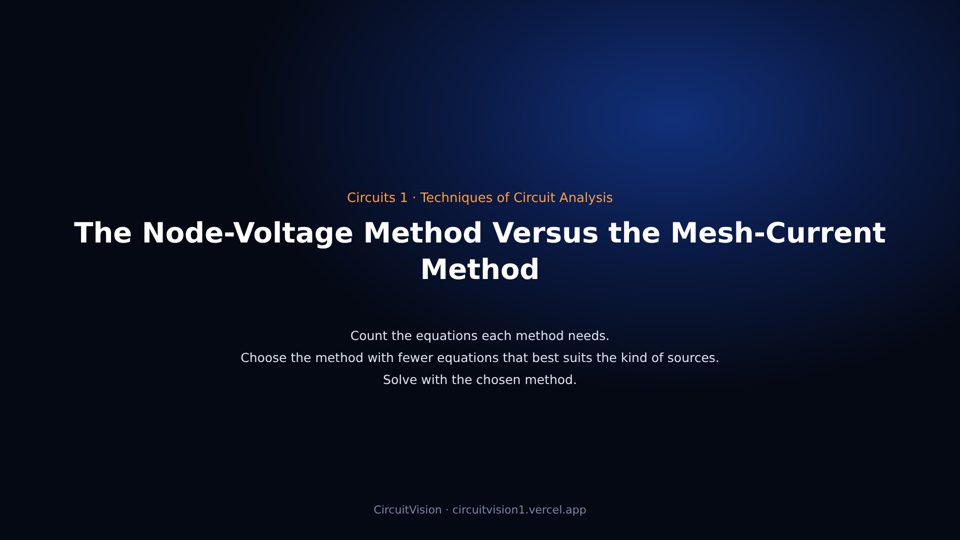 Circuits 1 · Techniques of Circuit Analysis
The Node-Voltage Method Versus the Mesh-Current
Method
Count the equations each method needs.
Choose the method with fewer equations that best suits the kind of sources.
Solve with the chosen method.
CircuitVision · circuitvision1.vercel.app